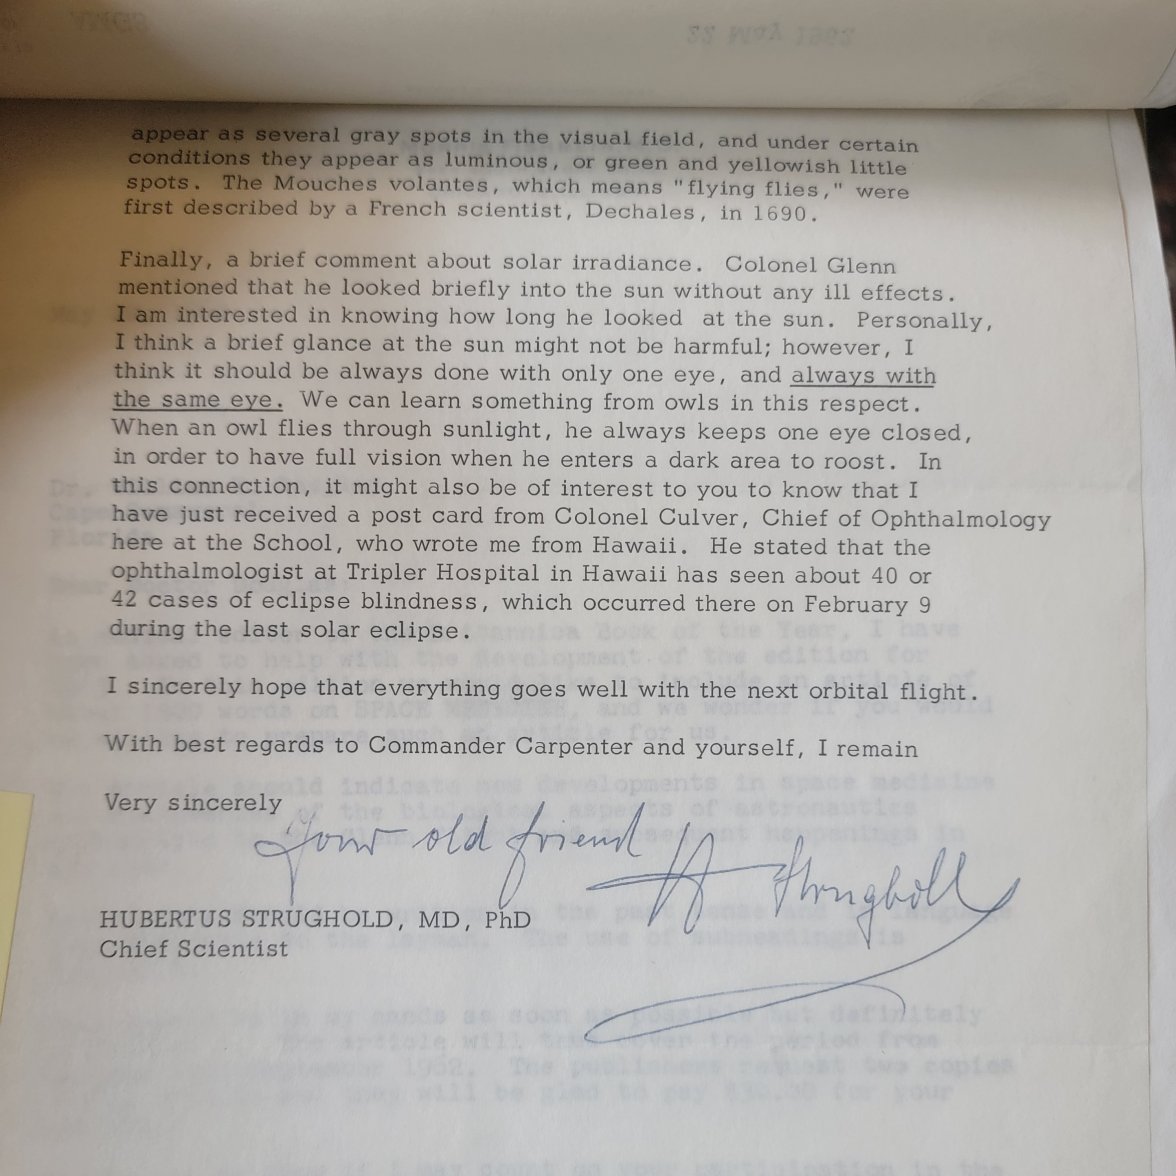 appear as several gray spots in the visual field, and under certain
conditions they appear as luminous, or green and yellowish little
spots. The Mouches volantes, which means "flying flies," were
first described by a French scientist, Dechales, in 1690.
Finally, a brief comment about solar irradiance. Colonel Glenn
mentioned that he looked briefly into the sun without any ill effects.
I am interested in knowing how long he looked at the sun. Personally,
I think a brief glance at the sun might not be harmful; however, I
think it should be always done with only one eye, and always with
the same eye. We can learn something from owls in this respect.
When an owl flies through sunlight, he always keeps one eye closed,
in order to have full vision when he enters a dark area to roost. In
this connection, it might also be of interest to you to know that I
have just received a post card from Colonel Culver, Chief of Ophthalmology
here at the School, who wrote me from Hawaii. He stated that the
ophthalmologist at Tripler Hospital in Hawaii has seen about 40 or
42 cases of eclipse blindness, which occurred there on February 9
during the last solar eclipse.
I sincerely hope that everything goes well with the next orbital flight.
With best regards to Commander Carpenter and yourself, I remain
Very sincerely
Your old friend
H Strughold
HUBERTUS STRUGHOLD, MD, PhD
Chief Scientist